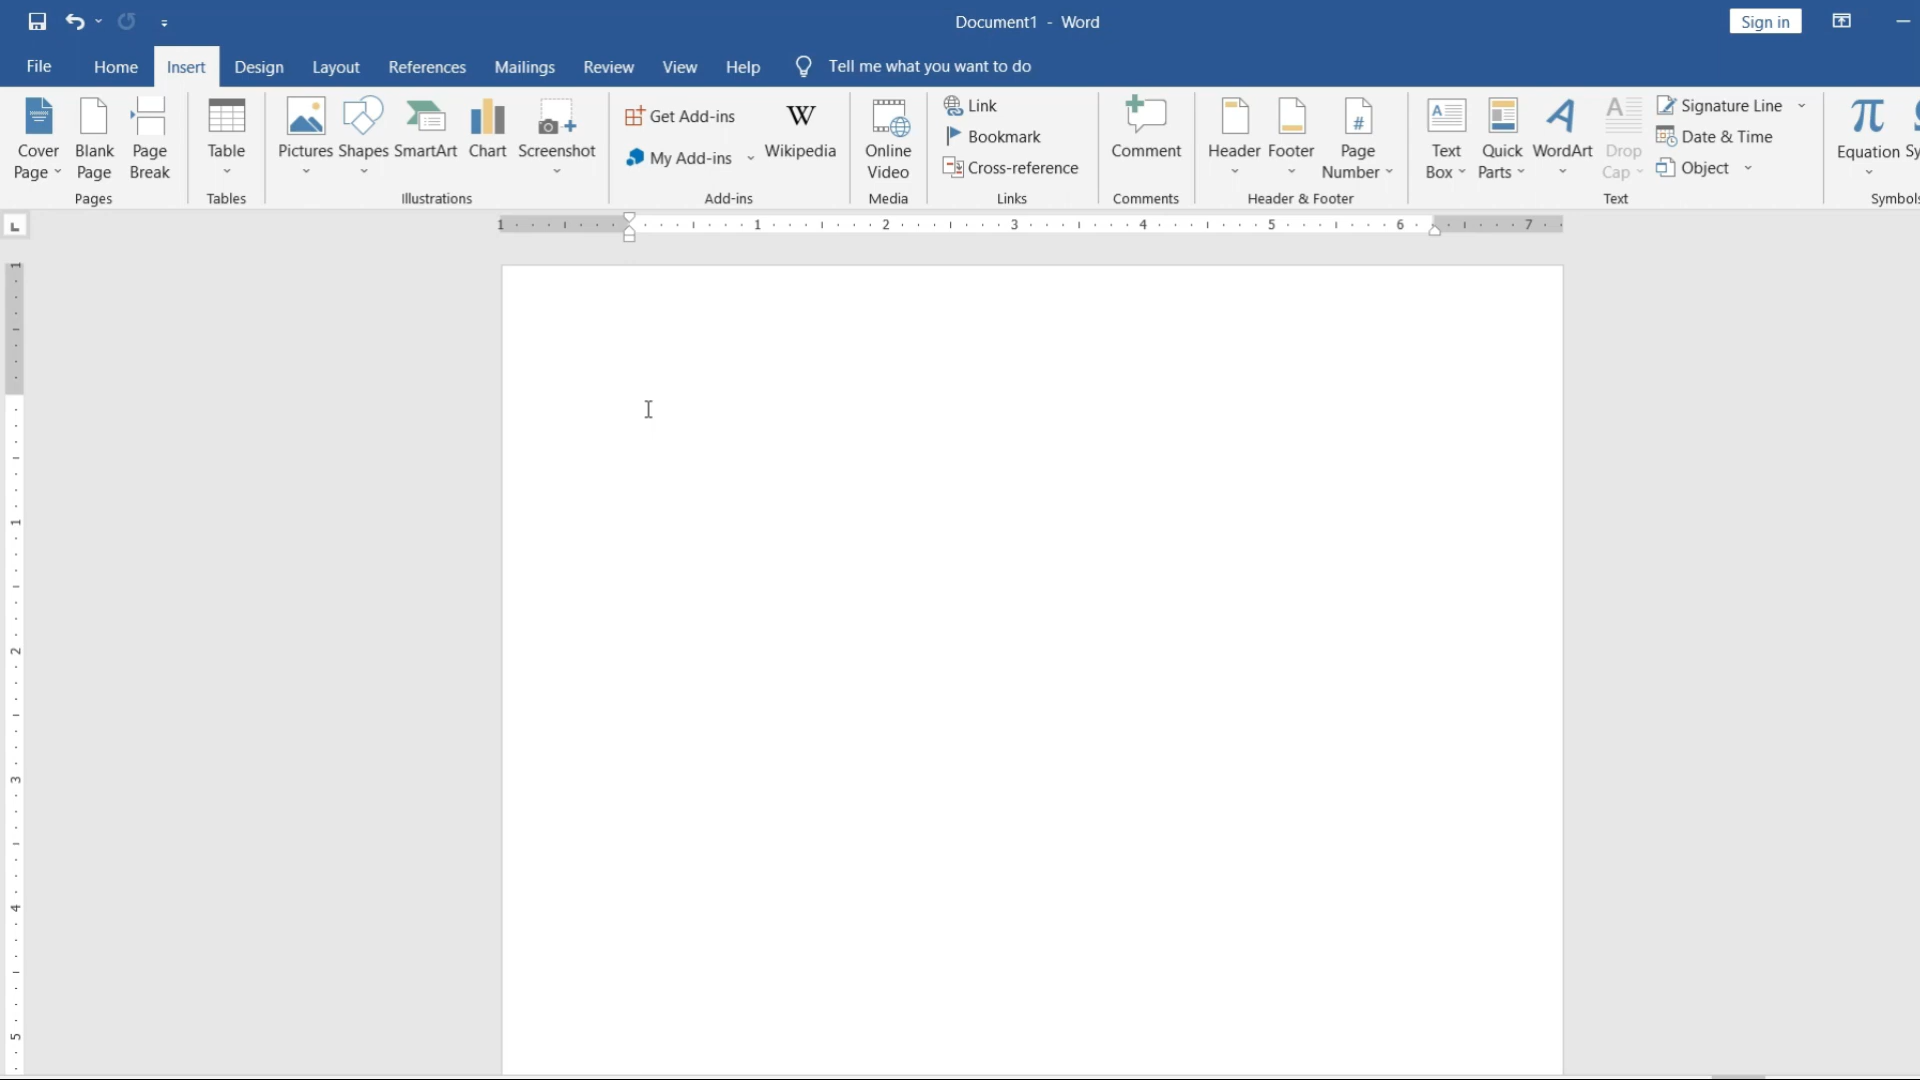 Document1 - Word
Sign in
File Home Insert Design Layout References Mailings Review View Help Tell me what you want to do
Cover Page
Blank Page
Page Break
Pages
Table
Tables
Pictures
Shapes
SmartArt
Chart
Screenshot
Illustrations
Get Add-ins
My Add-ins
W
Wikipedia
Add-ins
Online Video
Media
Link
Bookmark
Cross-reference
Links
Comment
Comments
Header
Footer
#
Page Number
Header & Footer
A
Text Box
Quick Parts
A
WordArt
A
Drop Cap
Signature Line
Date & Time
Object
Text
π
Equation
Sy
Symbols
L
1 1 2 3 4 5 6 7
1
1
2
3
4
5